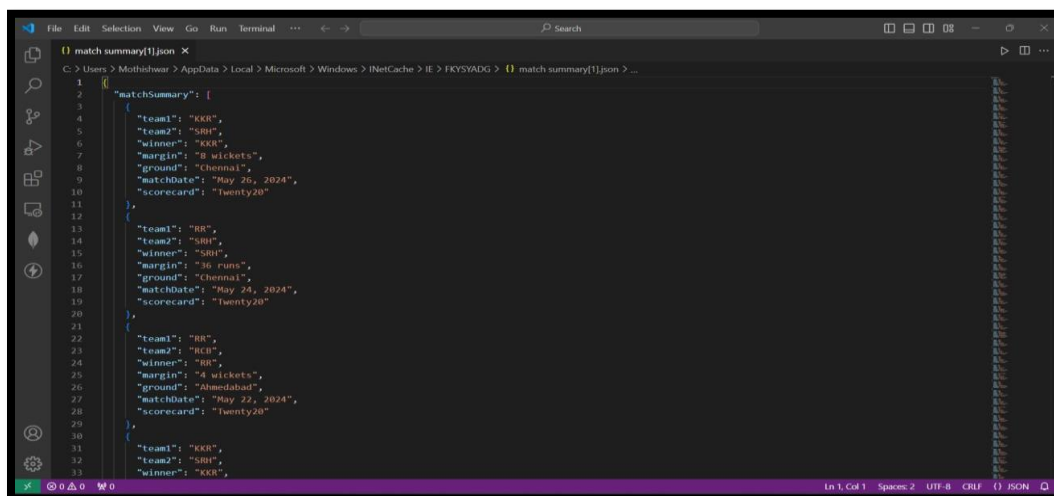 File Edit Selection View Go Run Terminal ··· Search
{} match summary[1].json
C: > Users > Mothishwar > AppData > Local > Microsoft > Windows > INetCache > IE > FKYSYADG > {} match summary[1].json > ...
1 {
2 "matchSummary": [
3 {
4 "team1": "KKR",
5 "team2": "SRH",
6 "winner": "KKR",
7 "margin": "8 wickets",
8 "ground": "Chennai",
9 "matchDate": "May 26, 2024",
10 "scorecard": "Twenty20"
11 },
12 {
13 "team1": "RR",
14 "team2": "SRH",
15 "winner": "SRH",
16 "margin": "36 runs",
17 "ground": "Chennai",
18 "matchDate": "May 24, 2024",
19 "scorecard": "Twenty20"
20 },
21 {
22 "team1": "RR",
23 "team2": "RCB",
24 "winner": "RR",
25 "margin": "4 wickets",
26 "ground": "Ahmedabad",
27 "matchDate": "May 22, 2024",
28 "scorecard": "Twenty20"
29 },
30 {
31 "team1": "KKR",
32 "team2": "SRH",
33 "winner": "KKR",
0 0 0 Ln 1, Col 1 Spaces: 2 UTF-8 CRLF {} JSON